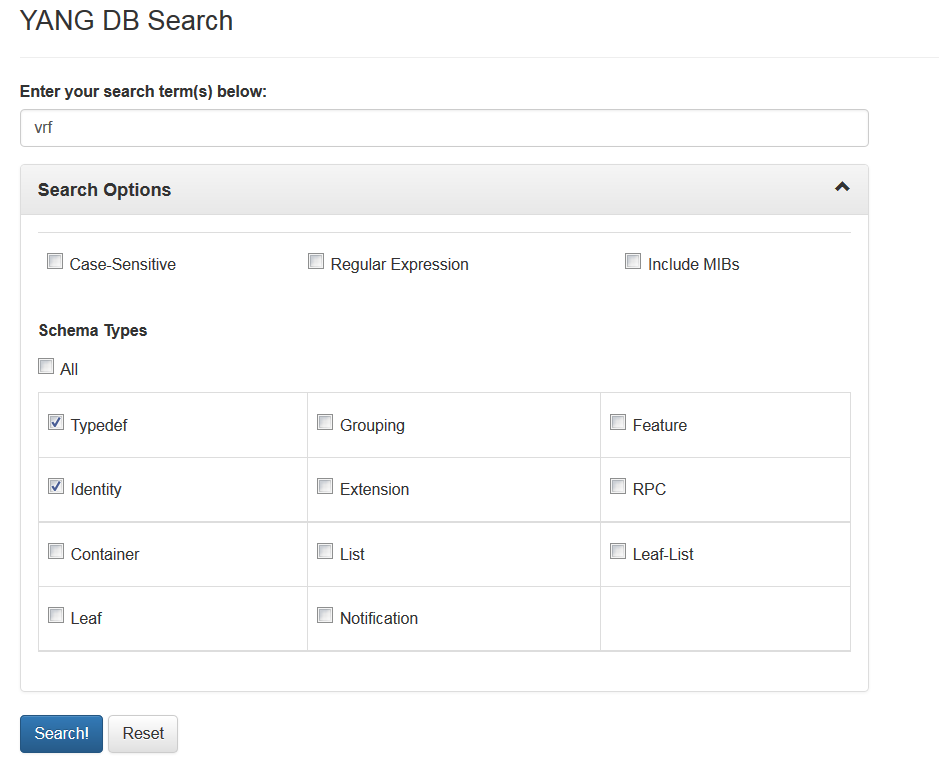 YANG DB Search
Enter your search term(s) below:
vrf
Search Options
Case-Sensitive Regular Expression Include MIBs
Schema Types
All
Typedef Grouping Feature
Identity Extension RPC
Container List Leaf-List
Leaf Notification
Search! Reset